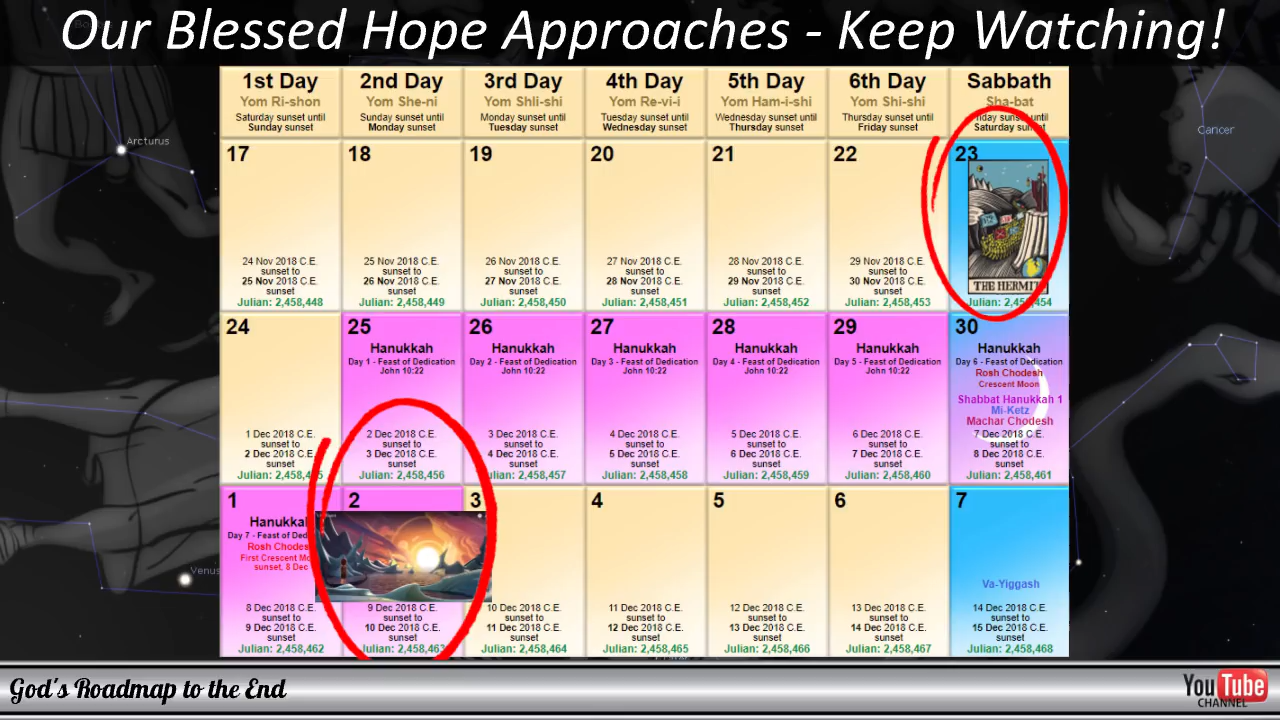 Our Blessed Hope Approaches - Keep Watching!
1st Day
Yom Ri-shon
Saturday sunset until
Sunday sunset
2nd Day
Yom She-ni
Sunday sunset until
Monday sunset
3rd Day
Yom Shli-shi
Monday sunset until
Tuesday sunset
4th Day
Yom Re-vi-i
Tuesday sunset until
Wednesday sunset
5th Day
Yom Ham-i-shi
Wednesday sunset until
Thursday sunset
6th Day
Yom Shi-shi
Thursday sunset until
Friday sunset
Sabbath
Sha-bat
sunset until
Saturday sunset
Arcturus
Cancer
17
24 Nov 2018 C.E.
sunset to
25 Nov 2018 C.E.
sunset
Julian: 2,458,448
18
25 Nov 2018 C.E.
sunset to
26 Nov 2018 C.E.
sunset
Julian: 2,458,449
19
26 Nov 2018 C.E.
sunset to
27 Nov 2018 C.E.
sunset
Julian: 2,458,450
20
27 Nov 2018 C.E.
sunset to
28 Nov 2018 C.E.
sunset
Julian: 2,458,451
21
28 Nov 2018 C.E.
sunset to
29 Nov 2018 C.E.
sunset
Julian: 2,458,452
22
29 Nov 2018 C.E.
sunset to
30 Nov 2018 C.E.
sunset
Julian: 2,458,453
23
THE HERMIT
24
1 Dec 2018 C.E.
sunset to
2 Dec 2018 C.E.
sunset
Julian:
25
Hanukkah
Day 1 - Feast of Dedication
John 10:22
2 Dec 2018 C.E.
sunset to
3 Dec 2018 C.E.
sunset
Julian: 2,458,456
26
Hanukkah
Day 2 - Feast of Dedication
John 10:22
3 Dec 2018 C.E.
sunset to
4 Dec 2018 C.E.
sunset
Julian: 2,458,457
27
Hanukkah
Day 3 - Feast of Dedication
John 10:22
4 Dec 2018 C.E.
sunset to
5 Dec 2018 C.E.
sunset
Julian: 2,458,458
28
Hanukkah
Day 4 - Feast of Dedication
John 10:22
5 Dec 2018 C.E.
sunset to
6 Dec 2018 C.E.
sunset
Julian: 2,458,459
29
Hanukkah
Day 5 - Feast of Dedication
John 10:22
6 Dec 2018 C.E.
sunset to
7 Dec 2018 C.E.
sunset
Julian: 2,458,460
30
Hanukkah
Day 6 - Feast of Dedication
Rosh Chodesh
Crescent Moon
Shabbat Hanukkah 1
Mi-Ketz
Machar Chodesh
7 Dec 2018 C.E.
sunset to
8 Dec 2018 C.E.
sunset
Julian: 2,458,461
1
Hanukkah
Day 7 - Feast of
Rosh
First Crescent
sunset, 8 Dec
8 Dec 2018 C.E.
sunset to
9 Dec 2018 C.E.
sunset
Julian: 2,458,462
2
9 Dec 2018 C.E.
sunset to
10 Dec 2018 C.E.
sunset
Julian: 2,458,463
3
10 Dec 2018 C.E.
sunset to
11 Dec 2018 C.E.
sunset
Julian: 2,458,464
4
11 Dec 2018 C.E.
sunset to
12 Dec 2018 C.E.
sunset
Julian: 2,458,465
5
12 Dec 2018 C.E.
sunset to
13 Dec 2018 C.E.
sunset
Julian: 2,458,466
6
13 Dec 2018 C.E.
sunset to
14 Dec 2018 C.E.
sunset
Julian: 2,458,467
7
Va-Yiggash
14 Dec 2018 C.E.
sunset to
15 Dec 2018 C.E.
sunset
Julian: 2,458,468
Venus
God's Roadmap to the End
YouTube
CHANNEL